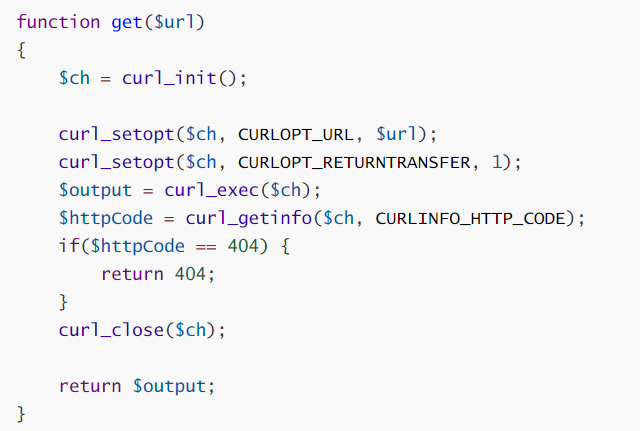 function get($url)
{
    $ch = curl_init();

    curl_setopt($ch, CURLOPT_URL, $url);
    curl_setopt($ch, CURLOPT_RETURNTRANSFER, 1);
    $output = curl_exec($ch);
    $httpCode = curl_getinfo($ch, CURLINFO_HTTP_CODE);
    if($httpCode == 404) {
        return 404;
    }
    curl_close($ch);

    return $output;
}